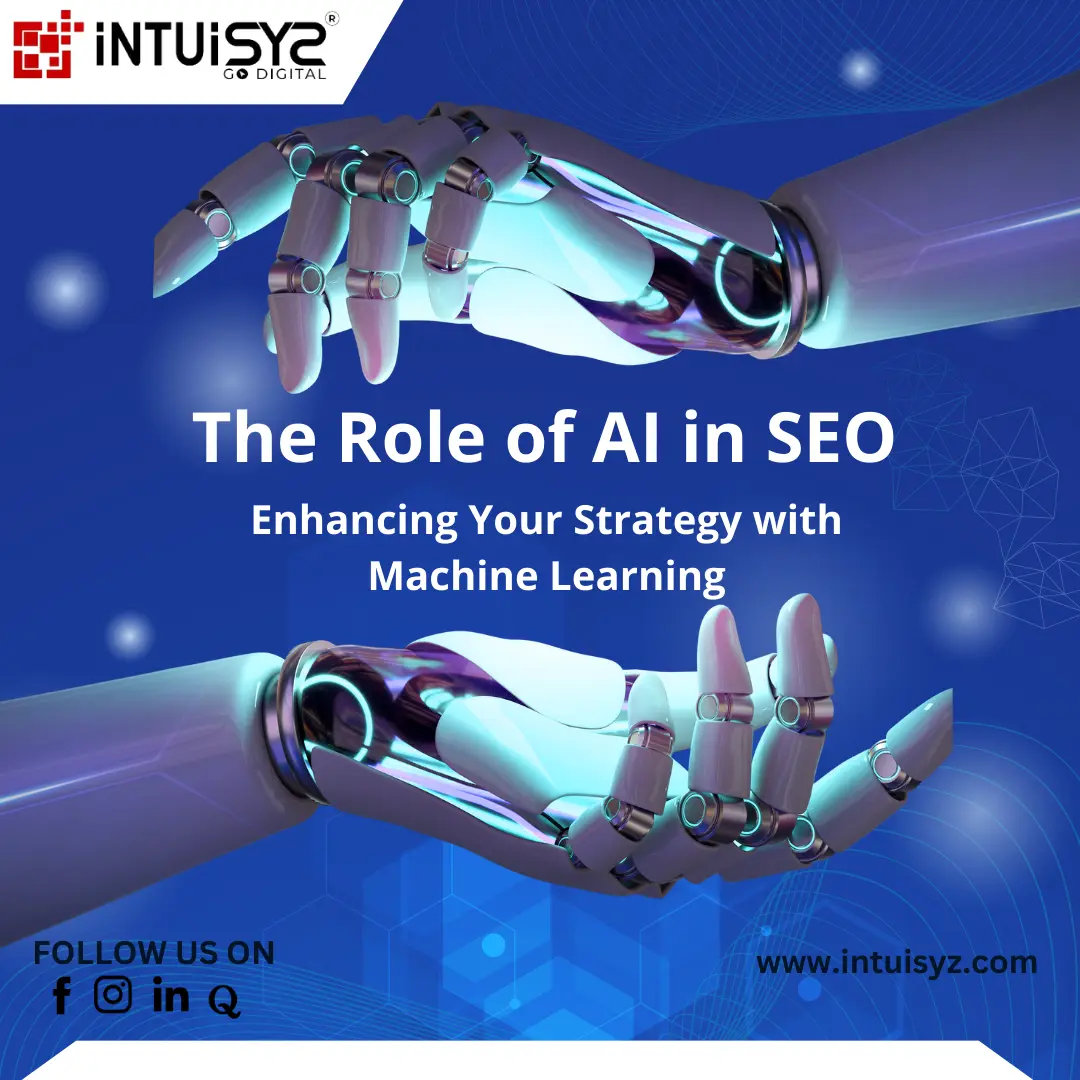 iNTUiSYZ®
GO DIGITAL
The Role of AI in SEO
Enhancing Your Strategy with
Machine Learning
FOLLOW US ON
www.intuisyz.com